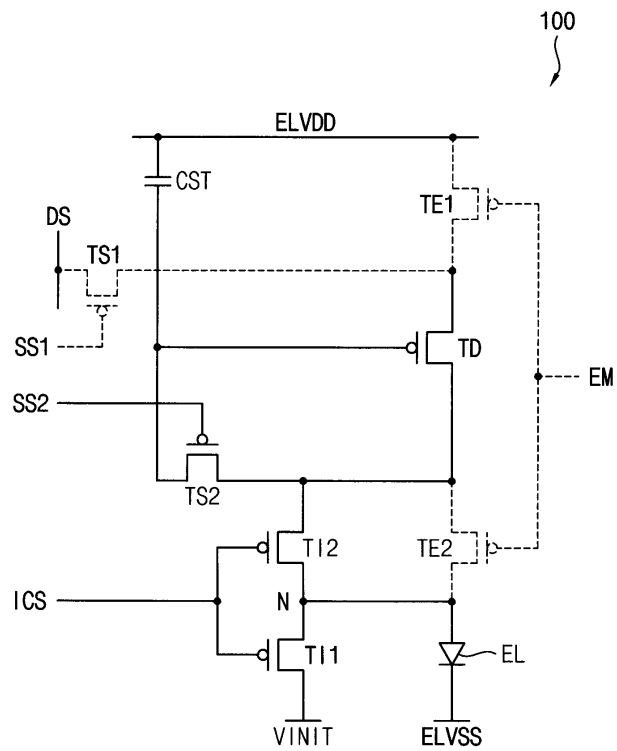 100
ELVDD
CST
TE1
DS
TS1
SS1
TD
EM
SS2
TS2
TI2
TE2
ICS
N
TI1
EL
VINIT
ELVSS